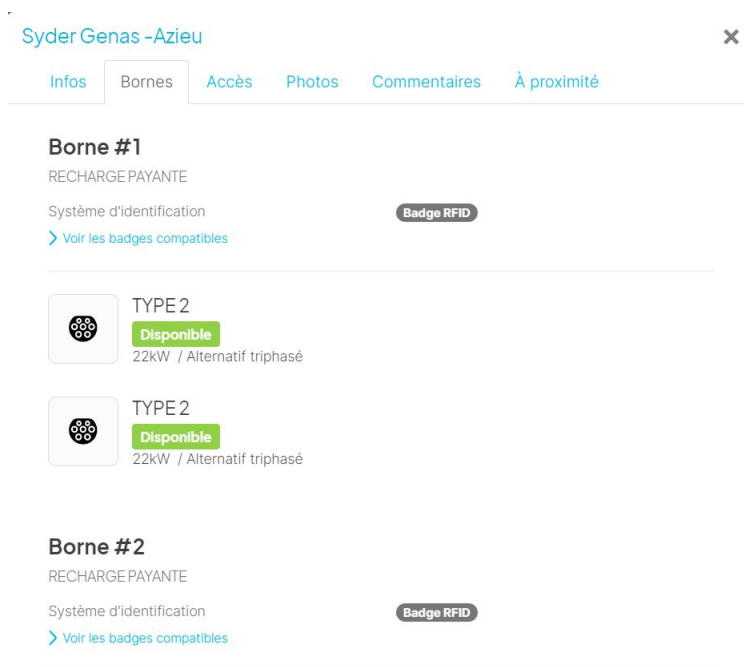 Syder Genas -Azieu
Infos Bornes Accès Photos Commentaires À proximité
Borne #1
RECHARGE PAYANTE
Système d'identification Badge RFID
Voir les badges compatibles
TYPE 2
Disponible
22kW / Alternatif triphasé
TYPE 2
Disponible
22kW / Alternatif triphasé
Borne #2
RECHARGE PAYANTE
Système d'identification Badge RFID
Voir les badges compatibles